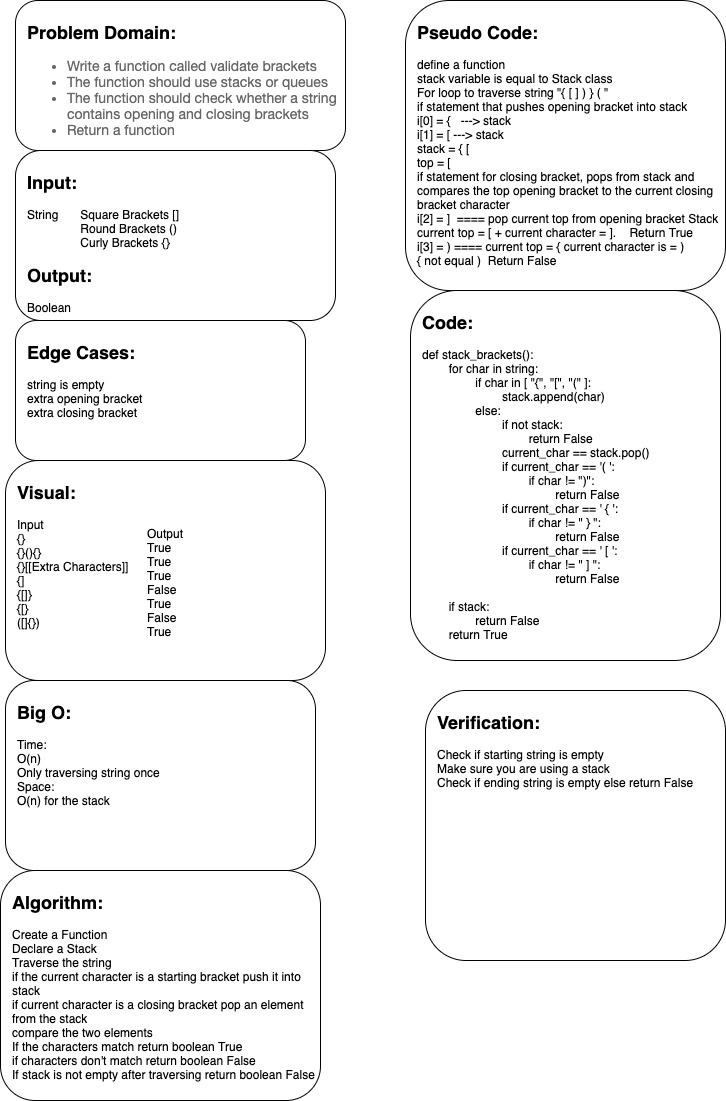 Problem Domain:
• Write a function called validate brackets
• The function should use stacks or queues
• The function should check whether a string
contains opening and closing brackets
• Return a function
Input:
String Square Brackets []
Round Brackets ()
Curly Brackets {}
Output:
Boolean
Edge Cases:
string is empty
extra opening bracket
extra closing bracket
Visual:
Input
{}
{}(){}
{}[[Extra Characters]]
{]
{[]}
{[}
([]{})
Output
True
True
True
False
True
False
True
Big O:
Time:
O(n)
Only traversing string once
Space:
O(n) for the stack
Algorithm:
Create a Function
Declare a Stack
Traverse the string
if the current character is a starting bracket push it into
stack
if current character is a closing bracket pop an element
from the stack
compare the two elements
If the characters match return boolean True
if characters don't match return boolean False
If stack is not empty after traversing return boolean False
Pseudo Code:
define a function
stack variable is equal to Stack class
For loop to traverse string "{ [ ] ) } ( "
if statement that pushes opening bracket into stack
i[0] = { ---> stack
i[1] = [ ---> stack
stack = { [
top = [
if statement for closing bracket, pops from stack and
compares the top opening bracket to the current closing
bracket character
i[2] = ] ==== pop current top from opening bracket Stack
current top = [ + current character = ]. Return True
i[3] = ) ==== current top = { current character is = )
{ not equal ) Return False
Code:
def stack_brackets():
for char in string:
if char in [ "{", "[", "(" ]:
stack.append(char)
else:
if not stack:
return False
current_char == stack.pop()
if current_char == '( ':
if char != ")":
return False
if current_char == ' { ':
if char != " } ":
return False
if current_char == ' [ ':
if char != " ] ":
return False
if stack:
return False
return True
Verification:
Check if starting string is empty
Make sure you are using a stack
Check if ending string is empty else return False